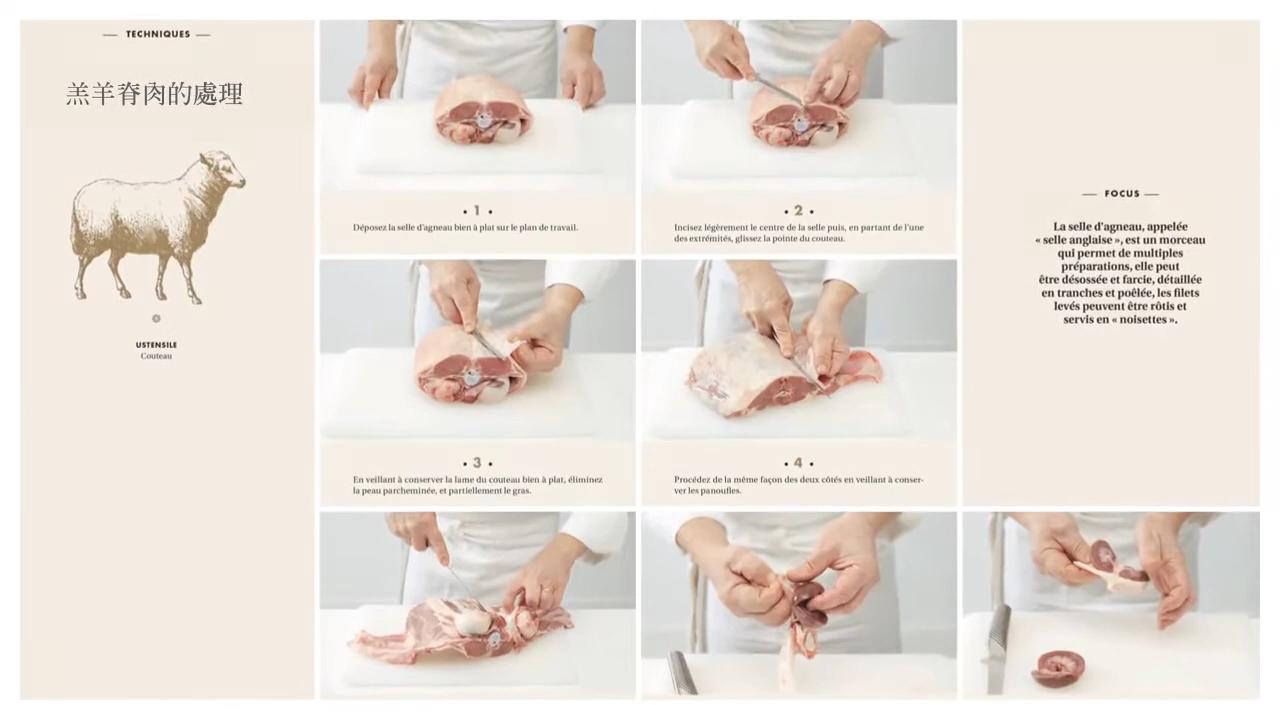 TECHNIQUES
羔羊脊肉的處理
USTENSILE
Couteau
• 1 •
Déposez la selle d'agneau bien à plat sur le plan de travail.
• 2 •
Incisez légèrement le centre de la selle puis, en partant de l'une
des extrémités, glissez la pointe du couteau.
• 3 •
En veillant à conserver la lame du couteau bien à plat, éliminez
la peau parcheminée, et partiellement le gras.
• 4 •
Procédez de la même façon des deux côtés en veillant à conser-
ver les panoufles.
FOCUS
La selle d'agneau, appelée
« selle anglaise », est un morceau
qui permet de multiples
préparations, elle peut
être désossée et farcie, détaillée
en tranches et poêlée, les filets
levés peuvent être rôtis et
servis en « noisettes ».